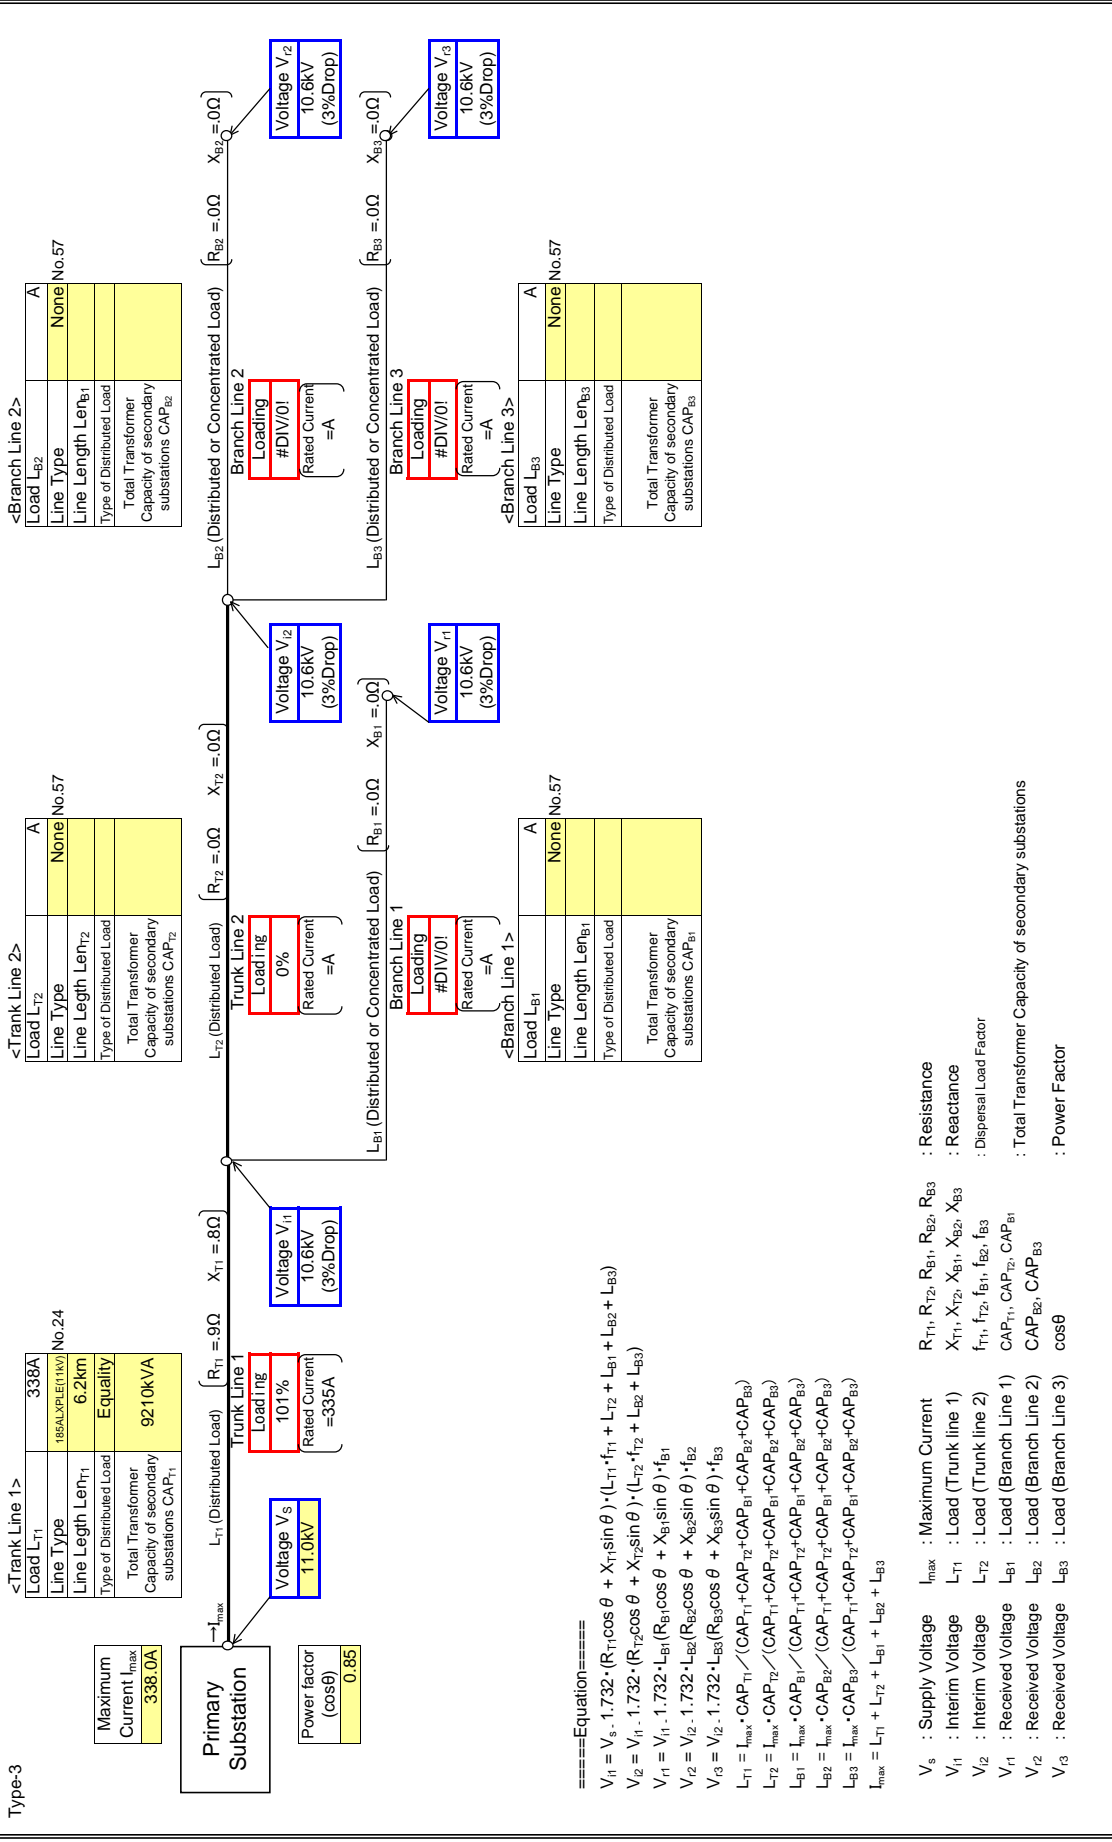 Type-3
Maximum
Current Imax
338.0A
Primary
Substation
Power factor
(cosθ)
0.85
→Imax
Voltage VS
11.0kV
<Trank Line 1>
Load LT1 338A
Line Type 185ALXPLE(11kV) No.24
Line Length LenT1 6.2km
Type of Distributed Load Equality
Total Transformer
Capacity of secondary
substations CAPT1
9210kVA
LT1 (Distributed Load)
RT1 =.9Ω XT1 =.8Ω
Trunk Line 1
Loading
101%
Rated Current
=335A
Voltage Vi1
10.6kV
(3%Drop)
<Trank Line 2>
Load LT2 A
Line Type None No.57
Line Legth LenT2
Type of Distributed Load
Total Transformer
Capacity of secondary
substations CAPT2
LT2 (Distributed Load)
RT2 =.0Ω XT2 =.0Ω
Trunk Line 2
Loading
0%
Rated Current
=A
Voltage Vi2
10.6kV
(3%Drop)
LB1 (Distributed or Concentrated Load)
RB1 =.0Ω XB1 =.0Ω
Branch Line 1
Loading
#DIV/0!
Rated Current
=A
Voltage Vr1
10.6kV
(3%Drop)
<Branch Line 1>
Load LB1 A
Line Type None No.57
Line Length LenB1
Type of Distributed Load
Total Transformer
Capacity of secondary
substations CAPB1
<Branch Line 2>
Load LB2 A
Line Type None No.57
Line Length LenB1
Type of Distributed Load
Total Transformer
Capacity of secondary
substations CAPB2
LB2 (Distributed or Concentrated Load)
RB2 =.0Ω XB2 =.0Ω
Branch Line 2
Loading
#DIV/0!
Rated Current
=A
Voltage Vr2
10.6kV
(3%Drop)
LB3 (Distributed or Concentrated Load)
RB3 =.0Ω XB3 =.0Ω
Branch Line 3
Loading
#DIV/0!
Rated Current
=A
Voltage Vr3
10.6kV
(3%Drop)
<Branch Line 3>
Load LB3 A
Line Type None No.57
Line Length LenB3
Type of Distributed Load
Total Transformer
Capacity of secondary
substations CAPB3
=====Equation=====
Vi1 = VS - 1.732・(RT1cosθ + XT1sinθ)・(LT1・fT1 + LT2 + LB1 + LB2 + LB3)
Vi2 = Vi1 - 1.732・(RT2cosθ + XT2sinθ)・(LT2・fT2 + LB2 + LB3)
Vr1 = Vi1 - 1.732・LB1(RB1cosθ + XB1sinθ)・fB1
Vr2 = Vi2 - 1.732・LB2(RB2cosθ + XB2sinθ)・fB2
Vr3 = Vi2 - 1.732・LB3(RB3cosθ + XB3sinθ)・fB3
LT1 = Imax・CAPT1／(CAPT1+CAPT2+CAPB1+CAPB2+CAPB3)
LT2 = Imax・CAPT2／(CAPT1+CAPT2+CAPB1+CAPB2+CAPB3)
LB1 = Imax・CAPB1／(CAPT1+CAPT2+CAPB1+CAPB2+CAPB3)
LB2 = Imax・CAPB2／(CAPT1+CAPT2+CAPB1+CAPB2+CAPB3)
LB3 = Imax・CAPB3／(CAPT1+CAPT2+CAPB1+CAPB2+CAPB3)
Imax = LT1 + LT2 + LB1 + LB2 + LB3
Vs : Supply Voltage Imax : Maximum Current RT1, RT2, RB1, RB2, RB3 : Resistance
Vi1 : Interim Voltage LT1 : Load (Trunk line 1) XT1, XT2, XB1, XB2, XB3 : Reactance
Vi2 : Interim Voltage LT2 : Load (Trunk line 2) fT1, fT2, fB1, fB2, fB3 : Dispersal Load Factor
Vr1 : Received Voltage LB1 : Load (Branch Line 1) CAPT1, CAPT2, CAPB1 : Total Transformer Capacity of secondary substations
Vr2 : Received Voltage LB2 : Load (Branch Line 2) CAPB2, CAPB3
Vr3 : Received Voltage LB3 : Load (Branch Line 3) cosθ : Power Factor